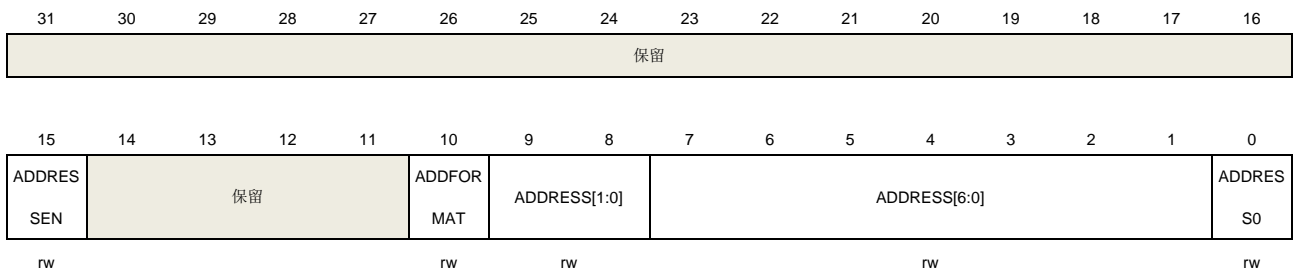 31 30 29 28 27 26 25 24 23 22 21 20 19 18 17 16
保留
15 14 13 12 11 10 9 8 7 6 5 4 3 2 1 0
ADDRES SEN 保留 ADDFOR MAT ADDRESS[1:0] ADDRESS[6:0] ADDRES S0
rw rw rw rw rw